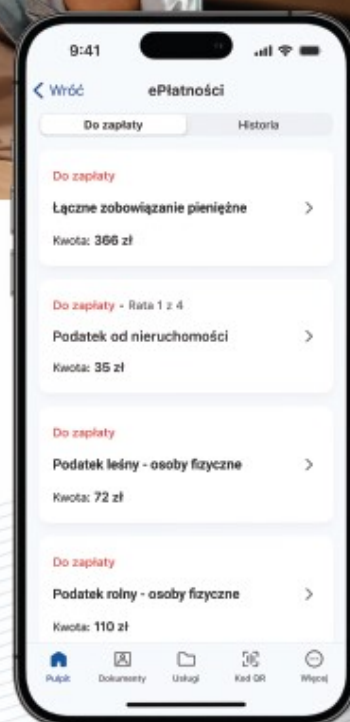 9:41
Wróć
ePłatności
Do zapłaty
Historia
Do zapłaty
Łączne zobowiązanie pieniężne
Kwota: 366 zł
Do zapłaty - Rata 1 z 4
Podatek od nieruchomości
Kwota: 35 zł
Do zapłaty
Podatek leśny - osoby fizyczne
Kwota: 72 zł
Do zapłaty
Podatek rolny - osoby fizyczne
Kwota: 110 zł
Pulpit
Dokumenty
Usługi
Kod QR
Więcej